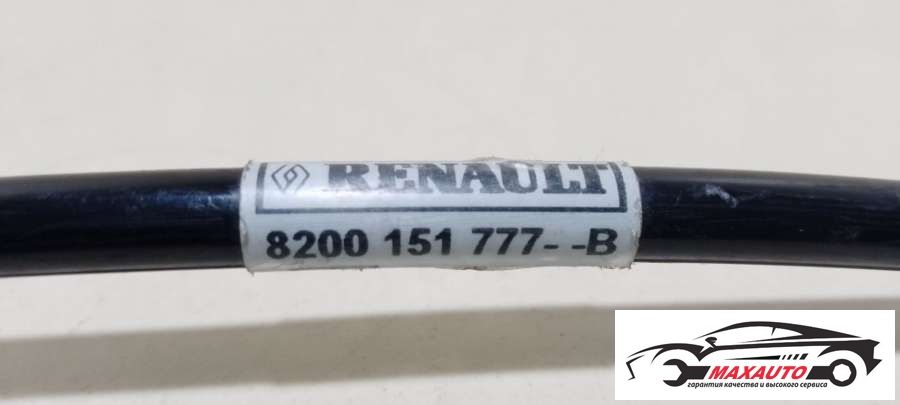 RENAULT
8200 151 777- -B
MAXAUTO
гарантия качества и высокого сервиса